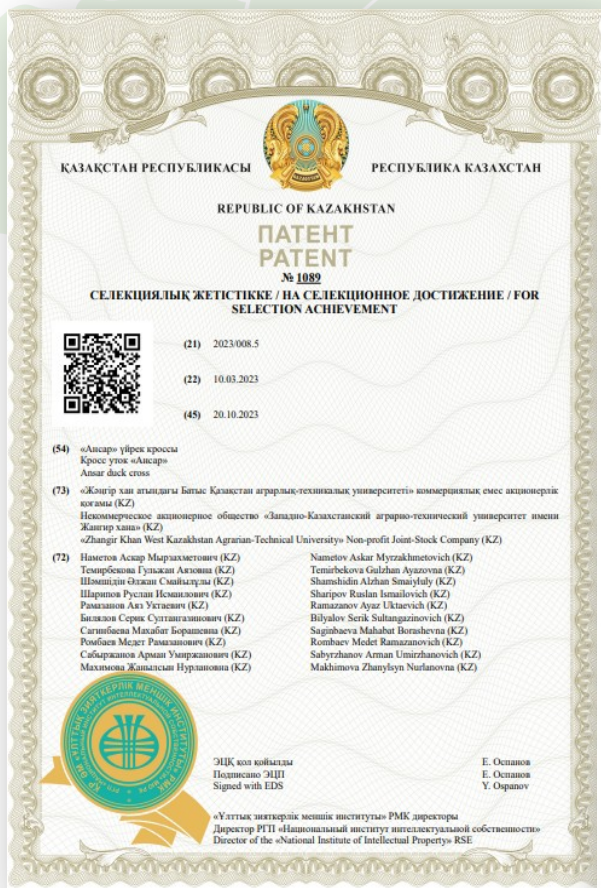 ҚАЗАҚСТАН РЕСПУБЛИКАСЫ
РЕСПУБЛИКА КАЗАХСТАН
REPUBLIC OF KAZAKHSTAN
ПАТЕНТ
PATENT
№ 1089
СЕЛЕКЦИЯЛЫҚ ЖЕТІСТІККЕ / НА СЕЛЕКЦИОННОЕ ДОСТИЖЕНИЕ / FOR
SELECTION ACHIEVEMENT
(21) 2023/008.5
(22) 10.03.2023
(45) 20.10.2023
(54) «Ансар» үйрек кроссы
Кросс уток «Ансар»
Ansar duck cross
(73) «Жәңгір хан атындағы Батыс Қазақстан аграрлық-техникалық университеті» коммерциялық емес акционерлік
қоғамы (KZ)
Некоммерческое акционерное общество «Западно-Казахстанский аграрно-технический университет имени
Жангир хана» (KZ)
«Zhangir Khan West Kazakhstan Agrarian-Technical University» Non-profit Joint-Stock Company (KZ)
(72) Наметов Аскар Мырзахметович (KZ) Nametov Askar Myrzakhmetovich (KZ)
Темирбекова Гульжан Аязовна (KZ) Temirbekova Gulzhan Ayazovna (KZ)
Шәмшідін Әлжан Смайылұлы (KZ) Shamshidin Alzhan Smaiyluly (KZ)
Шарипов Руслан Исмаилович (KZ) Sharipov Ruslan Ismailovich (KZ)
Рамазанов Аяз Уктаевич (KZ) Ramazanov Ayaz Uktaevich (KZ)
Билялов Серик Султангазинович (KZ) Bilyalov Serik Sultangazinovich (KZ)
Сагинбаева Махабат Борашевна (KZ) Saginbaeva Mahabat Borashevna (KZ)
Ромбаев Медет Рамазанович (KZ) Rombaev Medet Ramazanovich (KZ)
Сабыржанов Арман Умиржанович (KZ) Sabyrzhanov Arman Umirzhanovich (KZ)
Махимова Жанылсын Нурлановна (KZ) Makhimova Zhanylsyn Nurlanovna (KZ)
ЭЦҚ қол қойылды Е. Оспанов
Подписано ЭЦП Е. Оспанов
Signed with EDS Y. Ospanov
«Ұлттық зияткерлік меншік институты» РМК директоры
Директор РГП «Национальный институт интеллектуальной собственности»
Director of the «National Institute of Intellectual Property» RSE